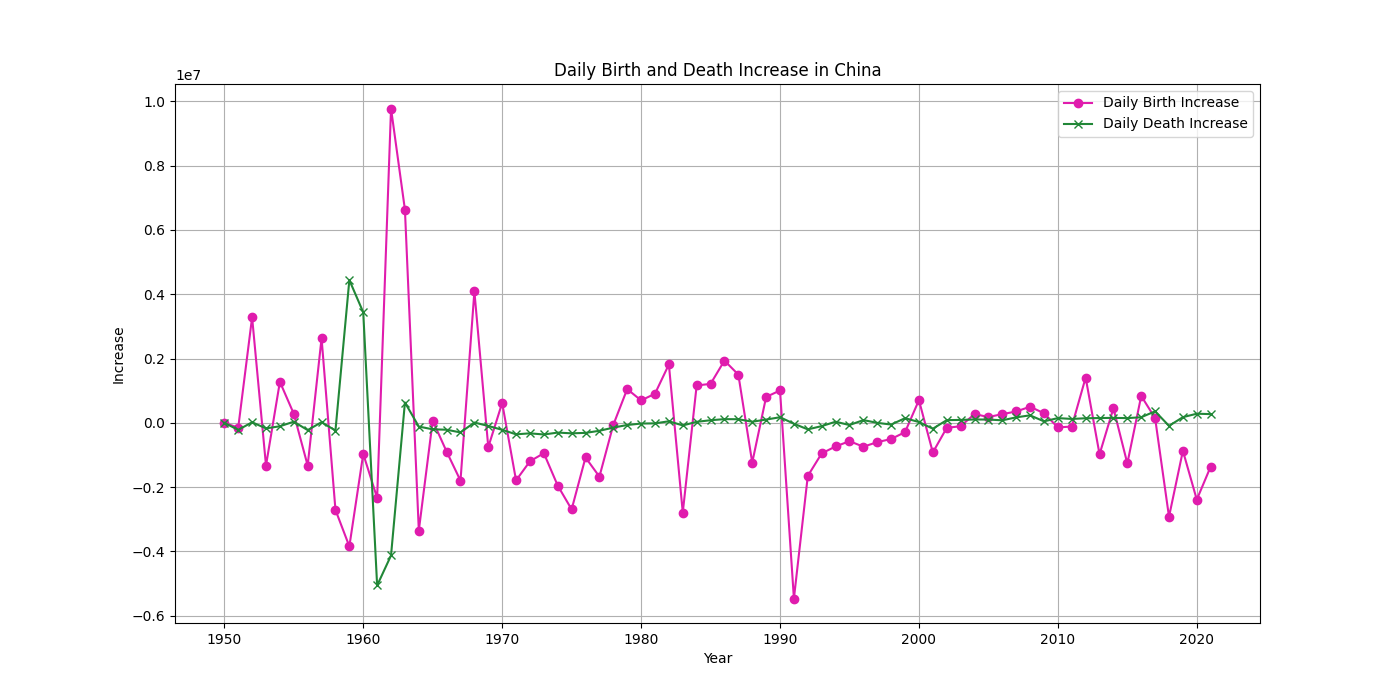 Daily Birth and Death Increase in China
1e7
1.0
0.8
0.6
0.4
0.2
0.0
−0.2
−0.4
−0.6
Increase
Daily Birth Increase
Daily Death Increase
1950 1960 1970 1980 1990 2000 2010 2020
Year